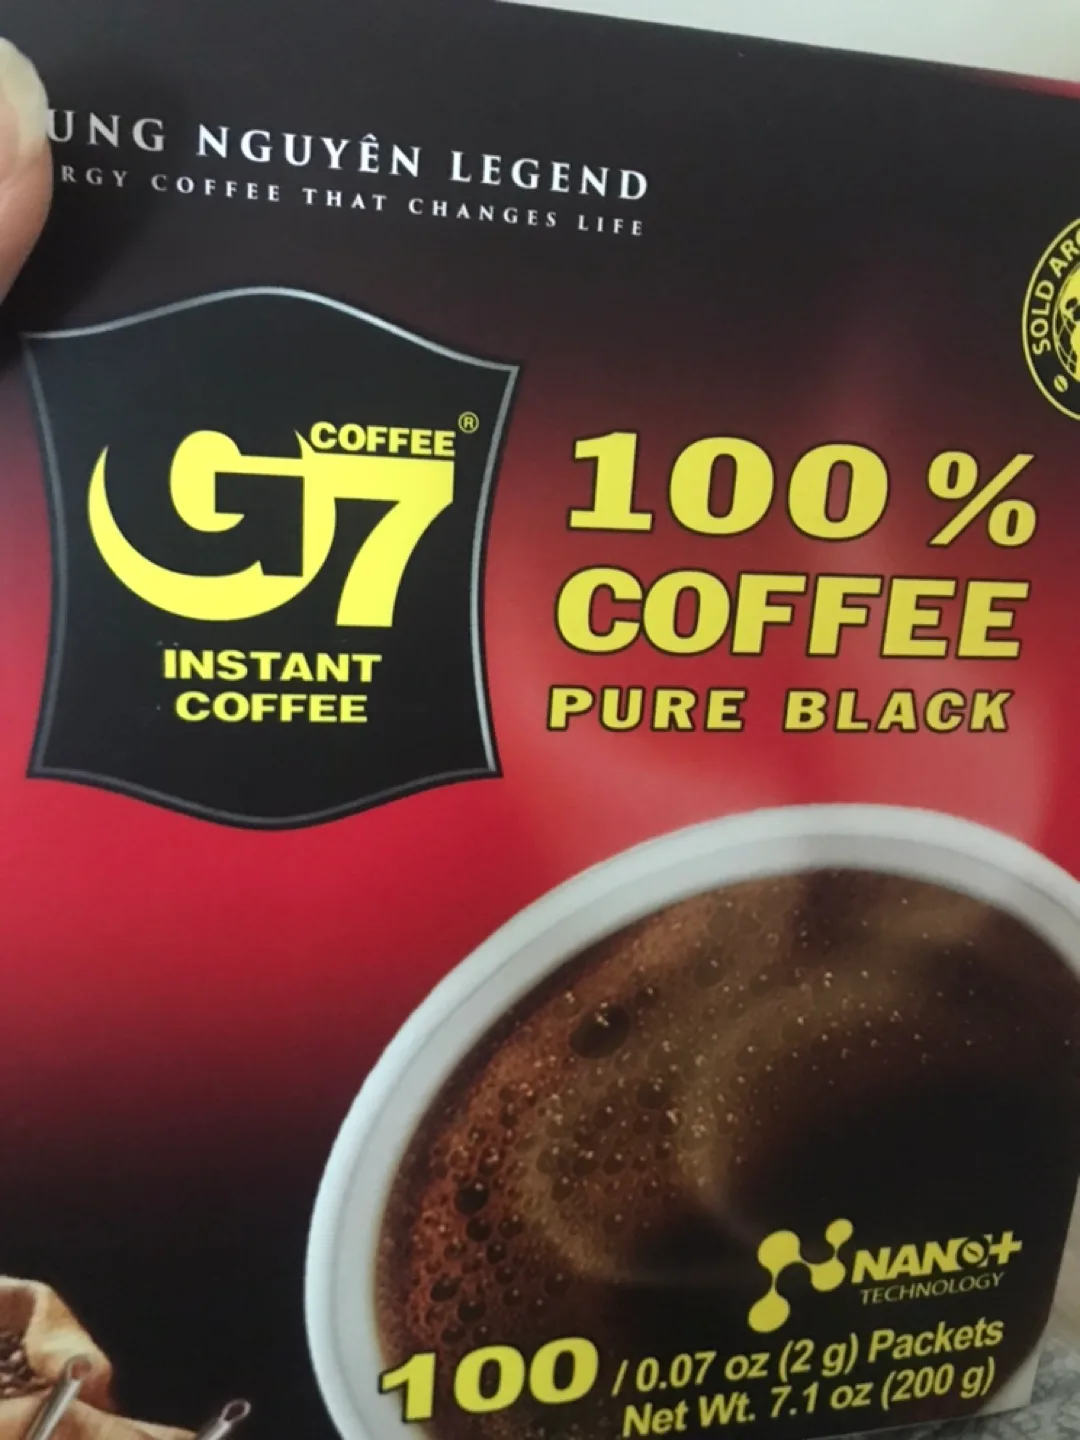 UNG NGUYÊN LEGEND
RGY COFFEE THAT CHANGES LIFE
SOLD
G7
COFFEE®
INSTANT
COFFEE
100 %
COFFEE
PURE BLACK
NANO+
TECHNOLOGY
100 / 0.07 oz (2 g) Packets
Net Wt. 7.1 oz (200 g)